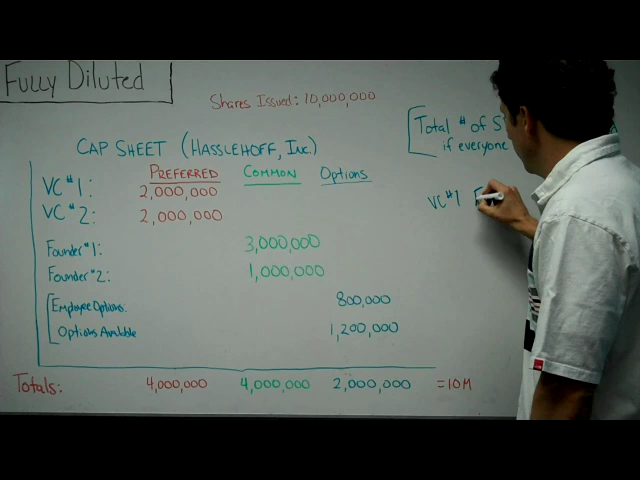 Fully Diluted
Shares Issued: 10,000,000
Total # of
if everyone
CAP SHEET (HASSLEHOFF, INC.)
PREFERRED COMMON Options
VC #1: 2,000,000
VC #2: 2,000,000
VC #1
Founder #1: 3,000,000
Founder #2: 1,000,000
Employee Options: 800,000
Options Available 1,200,000
Totals: 4,000,000 4,000,000 2,000,000 =10M